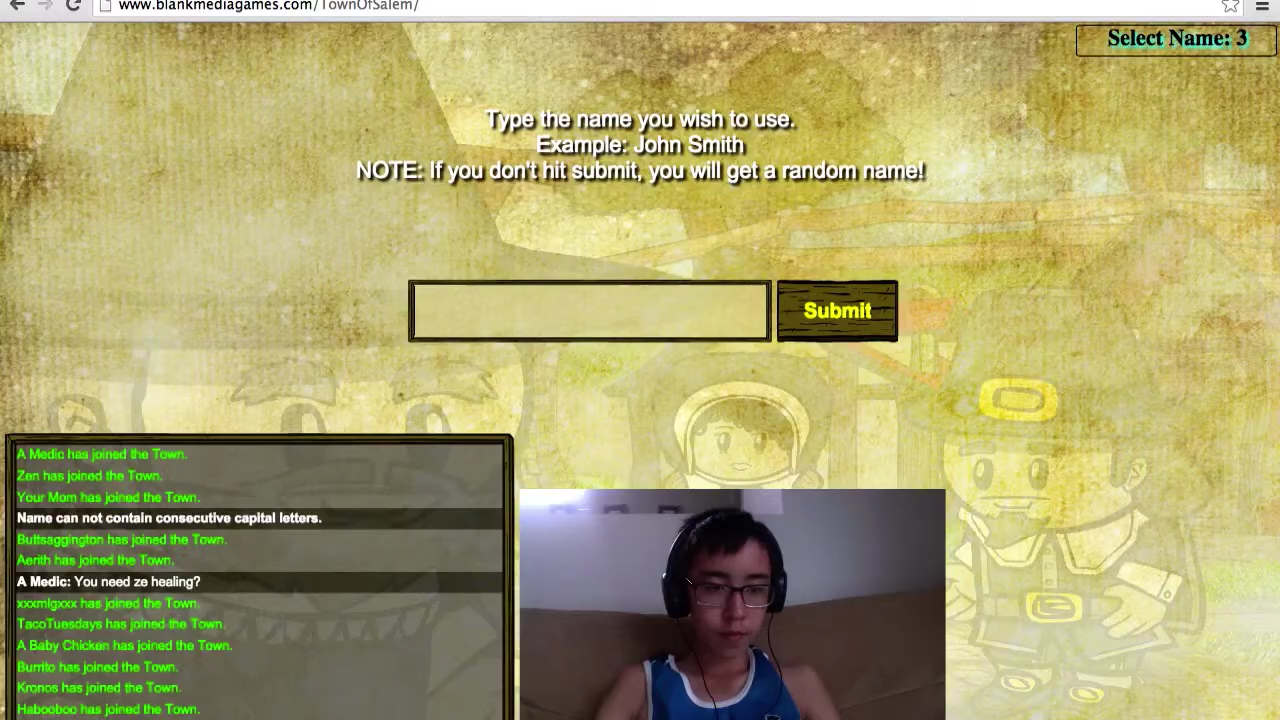 www.blankmediagames.com/TownOfSalem/
Select Name: 3
Type the name you wish to use.
Example: John Smith
NOTE: If you don't hit submit, you will get a random name!
Submit
A Medic has joined the Town.
Zen has joined the Town.
Your Mom has joined the Town.
Name can not contain consecutive capital letters.
Buttsaggington has joined the Town.
Aerith has joined the Town.
A Medic: You need ze healing?
xxxmlgxxx has joined the Town.
TacoTuesdays has joined the Town.
A Baby Chicken has joined the Town.
Burrito has joined the Town.
Kronos has joined the Town.
Habooboo has joined the Town.